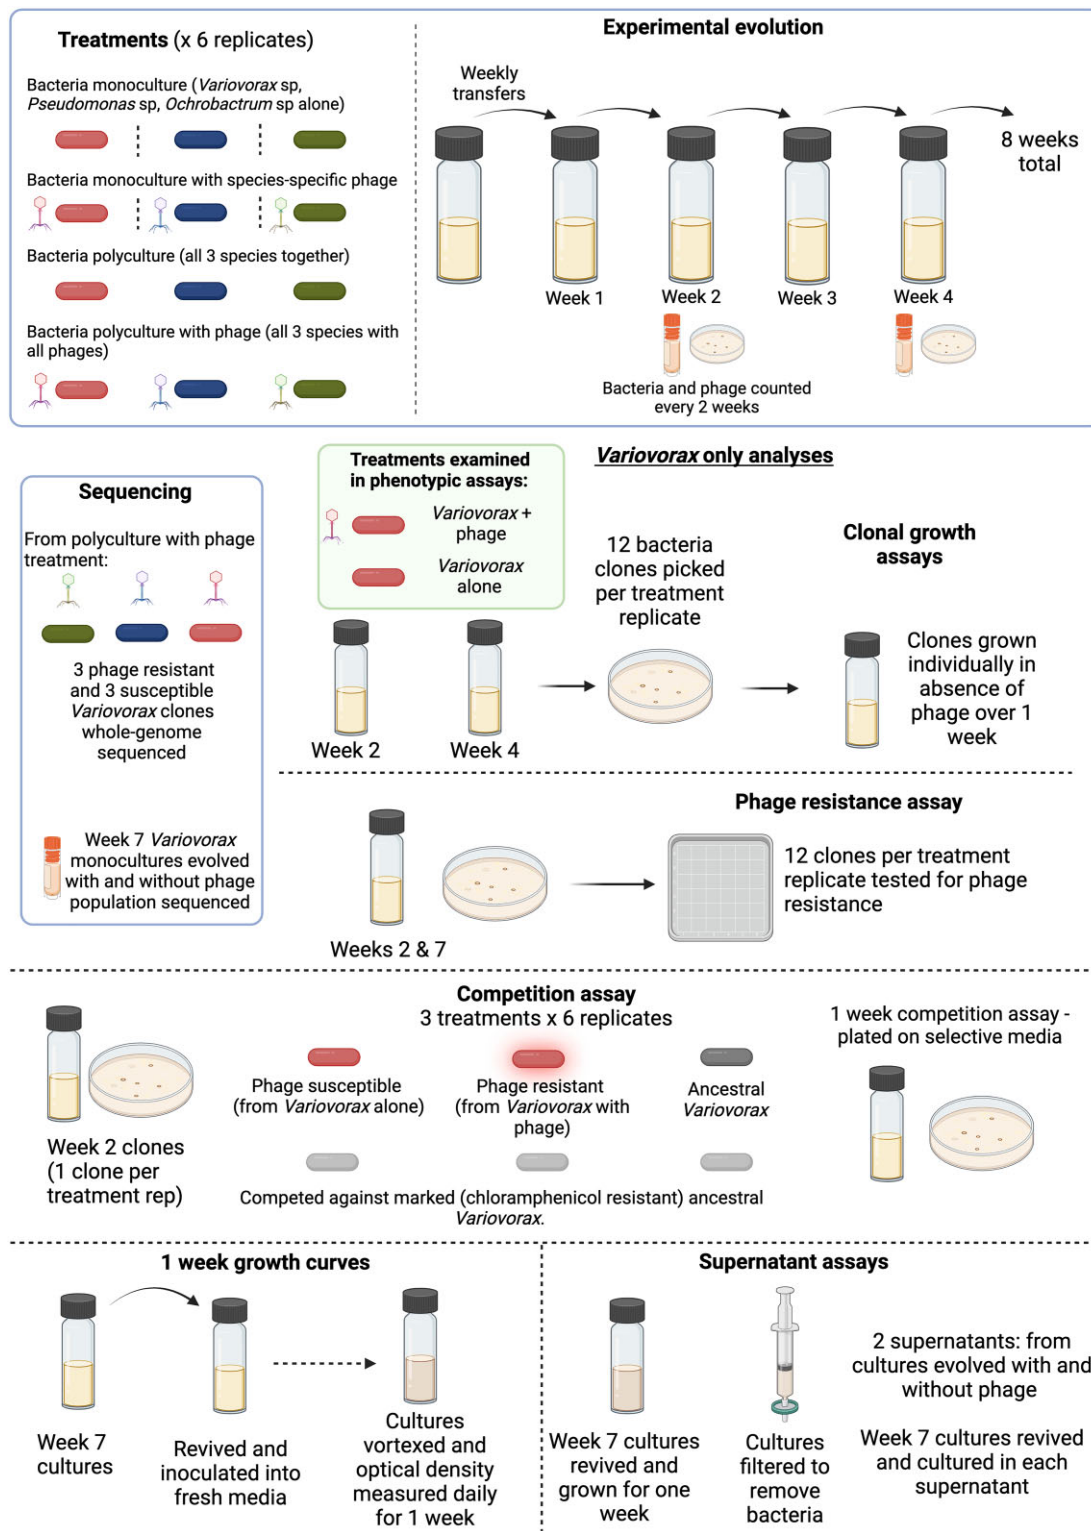 Treatments (x 6 replicates)
Bacteria monoculture (Variovorax sp,
Pseudomonas sp, Ochrobactrum sp alone)
Bacteria monoculture with species-specific phage
Bacteria polyculture (all 3 species together)
Bacteria polyculture with phage (all 3 species with
all phages)
Experimental evolution
Weekly
transfers
8 weeks
total
Week 1
Week 2
Week 3
Week 4
Bacteria and phage counted
every 2 weeks
Sequencing
From polyculture with phage
treatment:
3 phage resistant
and 3 susceptible
Variovorax clones
whole-genome
sequenced
Week 7 Variovorax
monocultures evolved
with and without phage
population sequenced
Variovorax only analyses
Treatments examined
in phenotypic assays:
Variovorax +
phage
Variovorax
alone
Week 2
Week 4
12 bacteria
clones picked
per treatment
replicate
Clonal growth
assays
Clones grown
individually in
absence of
phage over 1
week
Phage resistance assay
Weeks 2 & 7
12 clones per treatment
replicate tested for phage
resistance
Competition assay
3 treatments x 6 replicates
Week 2 clones
(1 clone per
treatment rep)
Phage susceptible
(from Variovorax alone)
Phage resistant
(from Variovorax with
phage)
Ancestral
Variovorax
Competed against marked (chloramphenicol resistant) ancestral
Variovorax.
1 week competition assay -
plated on selective media
1 week growth curves
Week 7
cultures
Revived and
inoculated into
fresh media
Cultures
vortexed and
optical density
measured daily
for 1 week
Supernatant assays
Week 7 cultures
revived and
grown for one
week
Cultures
filtered to
remove
bacteria
2 supernatants: from
cultures evolved with and
without phage
Week 7 cultures revived
and cultured in each
supernatant